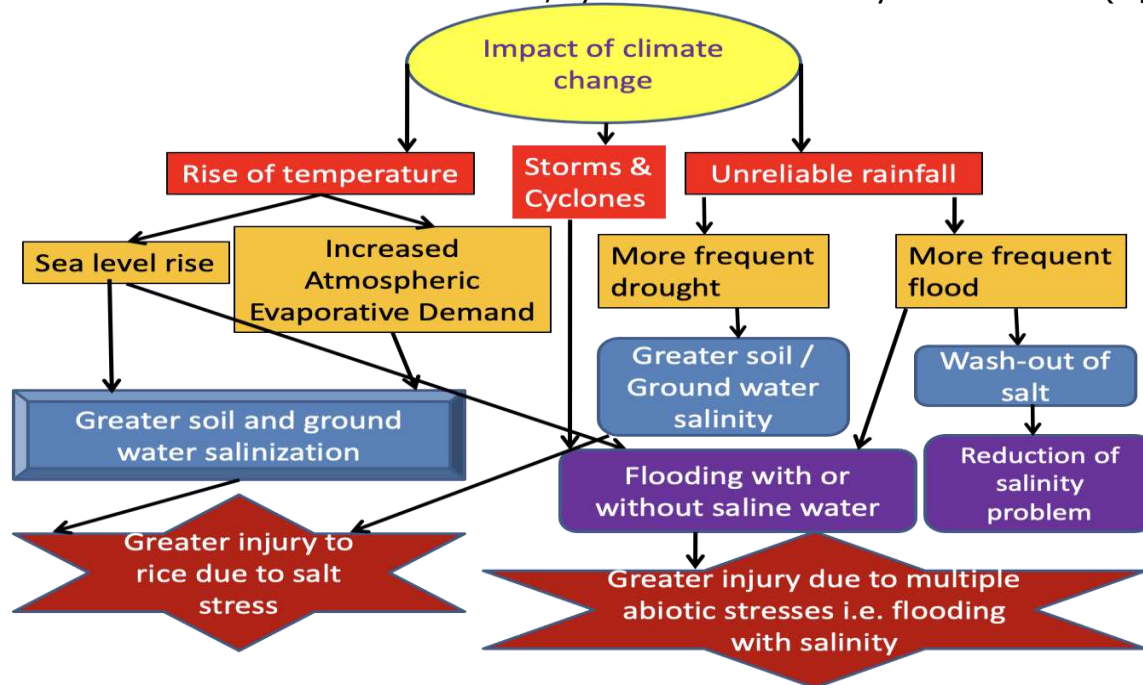 Impact of climate
change
Rise of temperature
Storms &
Cyclones
Unreliable rainfall
Sea level rise
Increased
Atmospheric
Evaporative Demand
More frequent
drought
More frequent
flood
Greater soil /
Ground water
salinity
Wash-out of
salt
Greater soil and ground
water salinization
Flooding with or
without saline water
Reduction of
salinity
problem
Greater injury to
rice due to salt
stress
Greater injury due to multiple
abiotic stresses i.e. flooding
with salinity